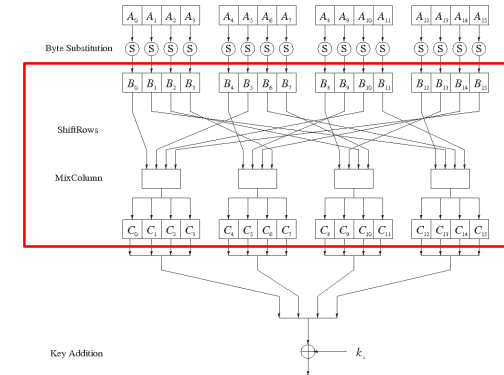 A₀ A₁ A₂ A₃ A₄ A₅ A₆ A₇ A₈ A₉ A₁₀ A₁₁ A₁₂ A₁₃ A₁₄ A₁₅
Byte Substitution S S S S S S S S S S S S S S S S
B₀ B₁ B₂ B₃ B₄ B₅ B₆ B₇ B₈ B₉ B₁₀ B₁₁ B₁₂ B₁₃ B₁₄ B₁₅
ShiftRows
MixColumn
C₀ C₁ C₂ C₃ C₄ C₅ C₆ C₇ C₈ C₉ C₁₀ C₁₁ C₁₂ C₁₃ C₁₄ C₁₅
Key Addition kᵢ